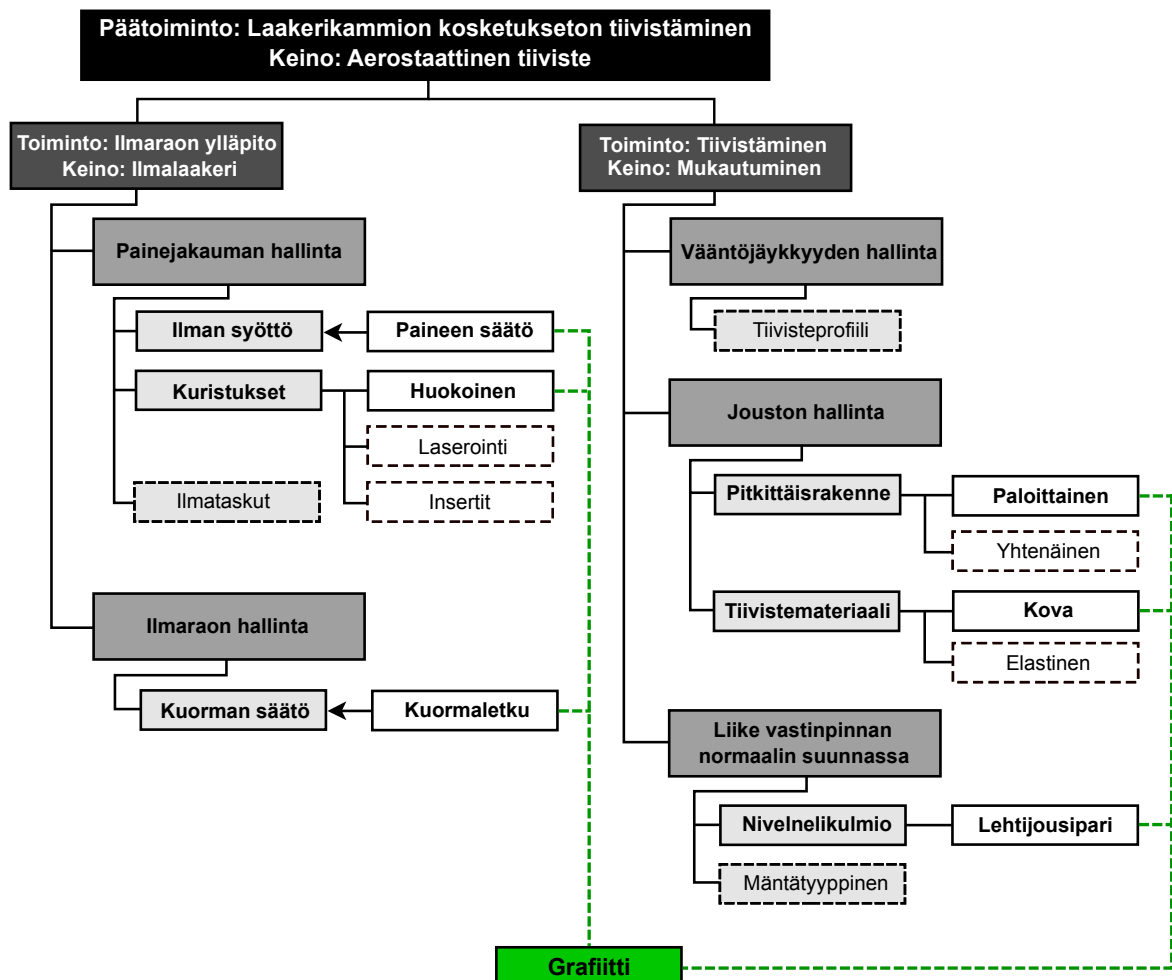 Päätoiminto: Laakerikammion kosketukseton tiivistäminen
Keino: Aerostaattinen tiiviste
Toiminto: Ilmaraon ylläpito
Keino: Ilmalaakeri
Painejakauman hallinta
Ilman syöttö
Paineen säätö
Kuristukset
Huokoinen
Laserointi
Ilmataskut
Insertit
Ilmaraon hallinta
Kuorman säätö
Kuormaletku
Toiminto: Tiivistäminen
Keino: Mukautuminen
Vääntöjäykkyyden hallinta
Tiivisteprofiili
Jouston hallinta
Pitkittäisrakenne
Paloittainen
Yhtenäinen
Tiivistemateriaali
Kova
Elastinen
Liike vastinpinnan
normaalin suunnassa
Nivelnelikulmio
Lehtijousipari
Mäntätyyppinen
Grafiitti